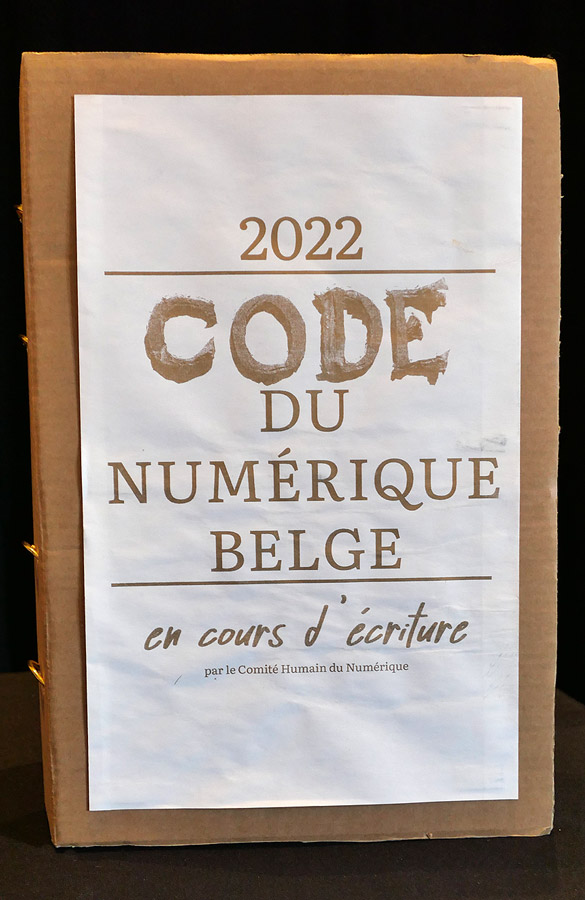 2022
CODE
DU
NUMÉRIQUE
BELGE
en cours d'écriture
par le Comité Humain du Numérique